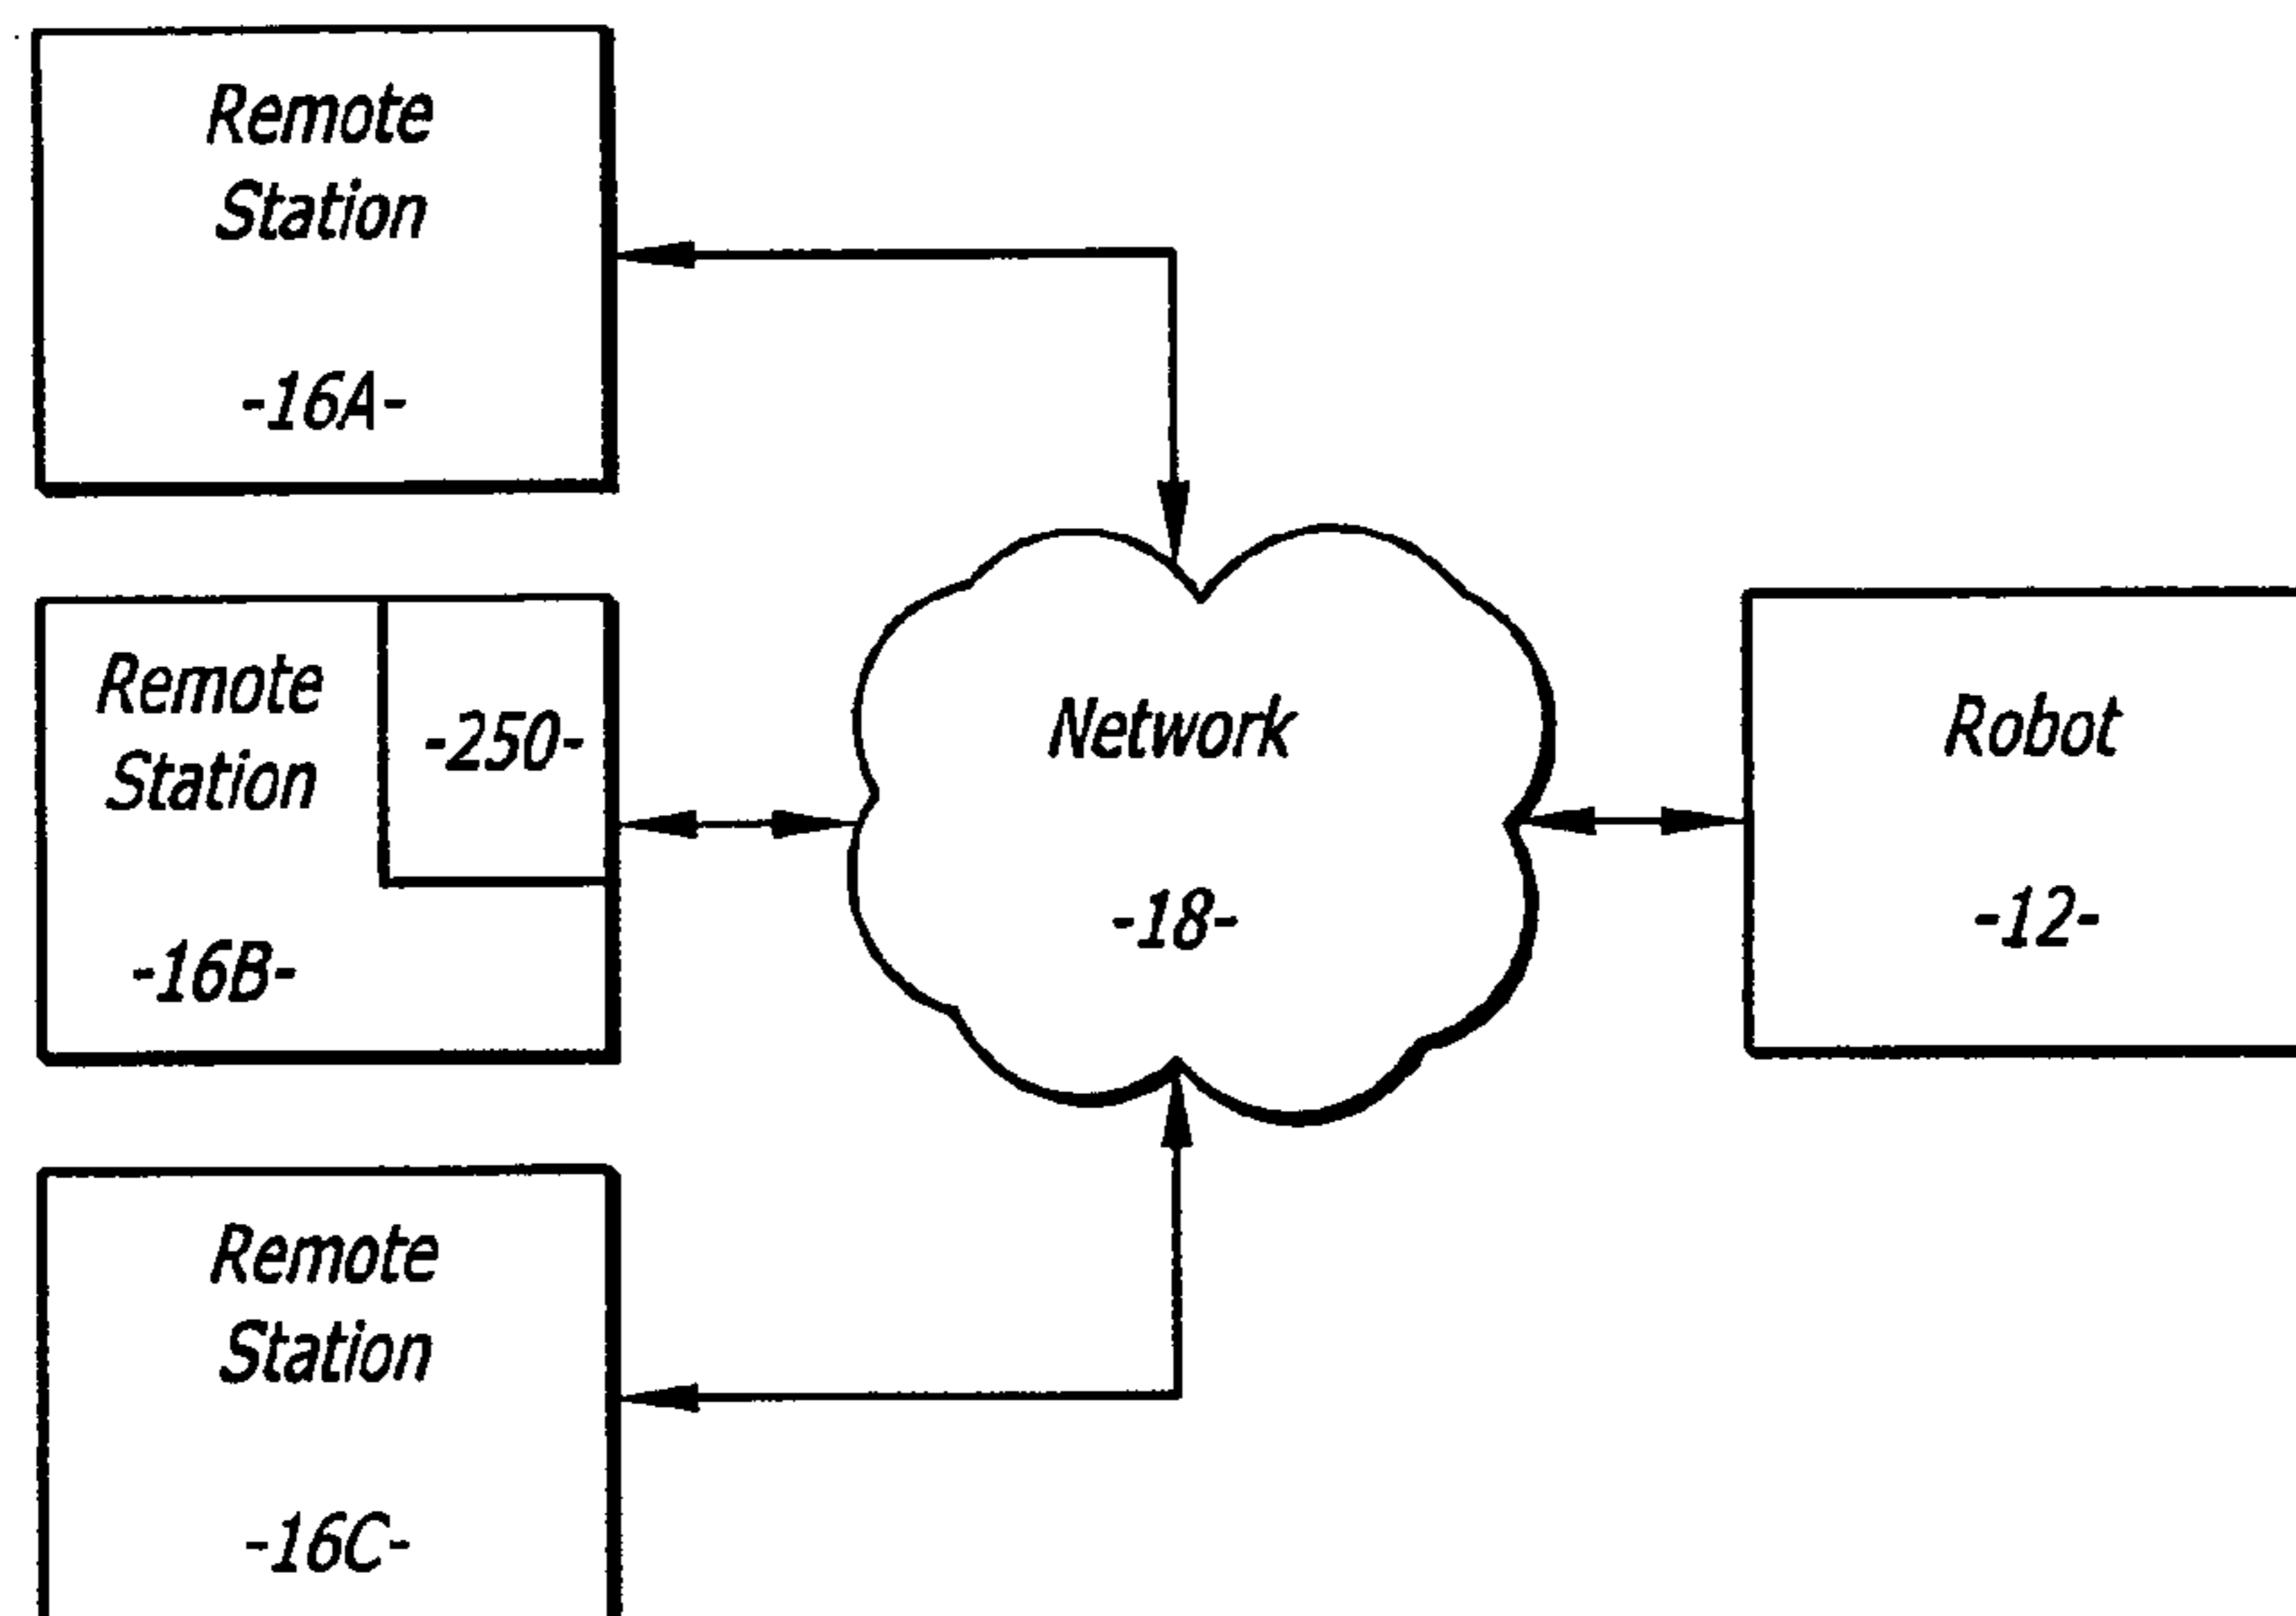 Remote
Station
-16A-
Remote
Station
-250-
-16B-
Network
-18-
Robot
-12-
Remote
Station
-16C-